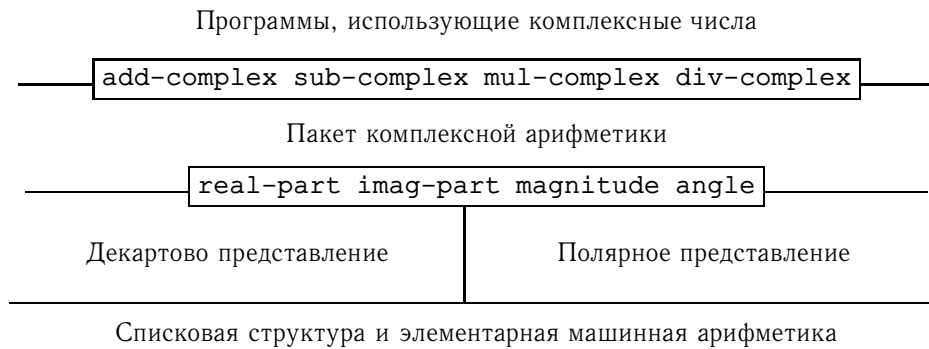 Программы, использующие комплексные числа
add-complex sub-complex mul-complex div-complex
Пакет комплексной арифметики
real-part imag-part magnitude angle
Декартово представление
Полярное представление
Списковая структура и элементарная машинная арифметика